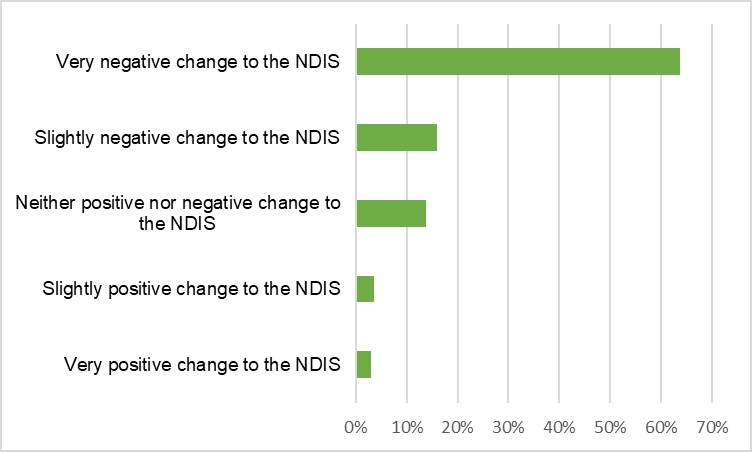 Very negative change to the NDIS
Slightly negative change to the NDIS
Neither positive nor negative change to
the NDIS
Slightly positive change to the NDIS
Very positive change to the NDIS
0% 10% 20% 30% 40% 50% 60% 70%